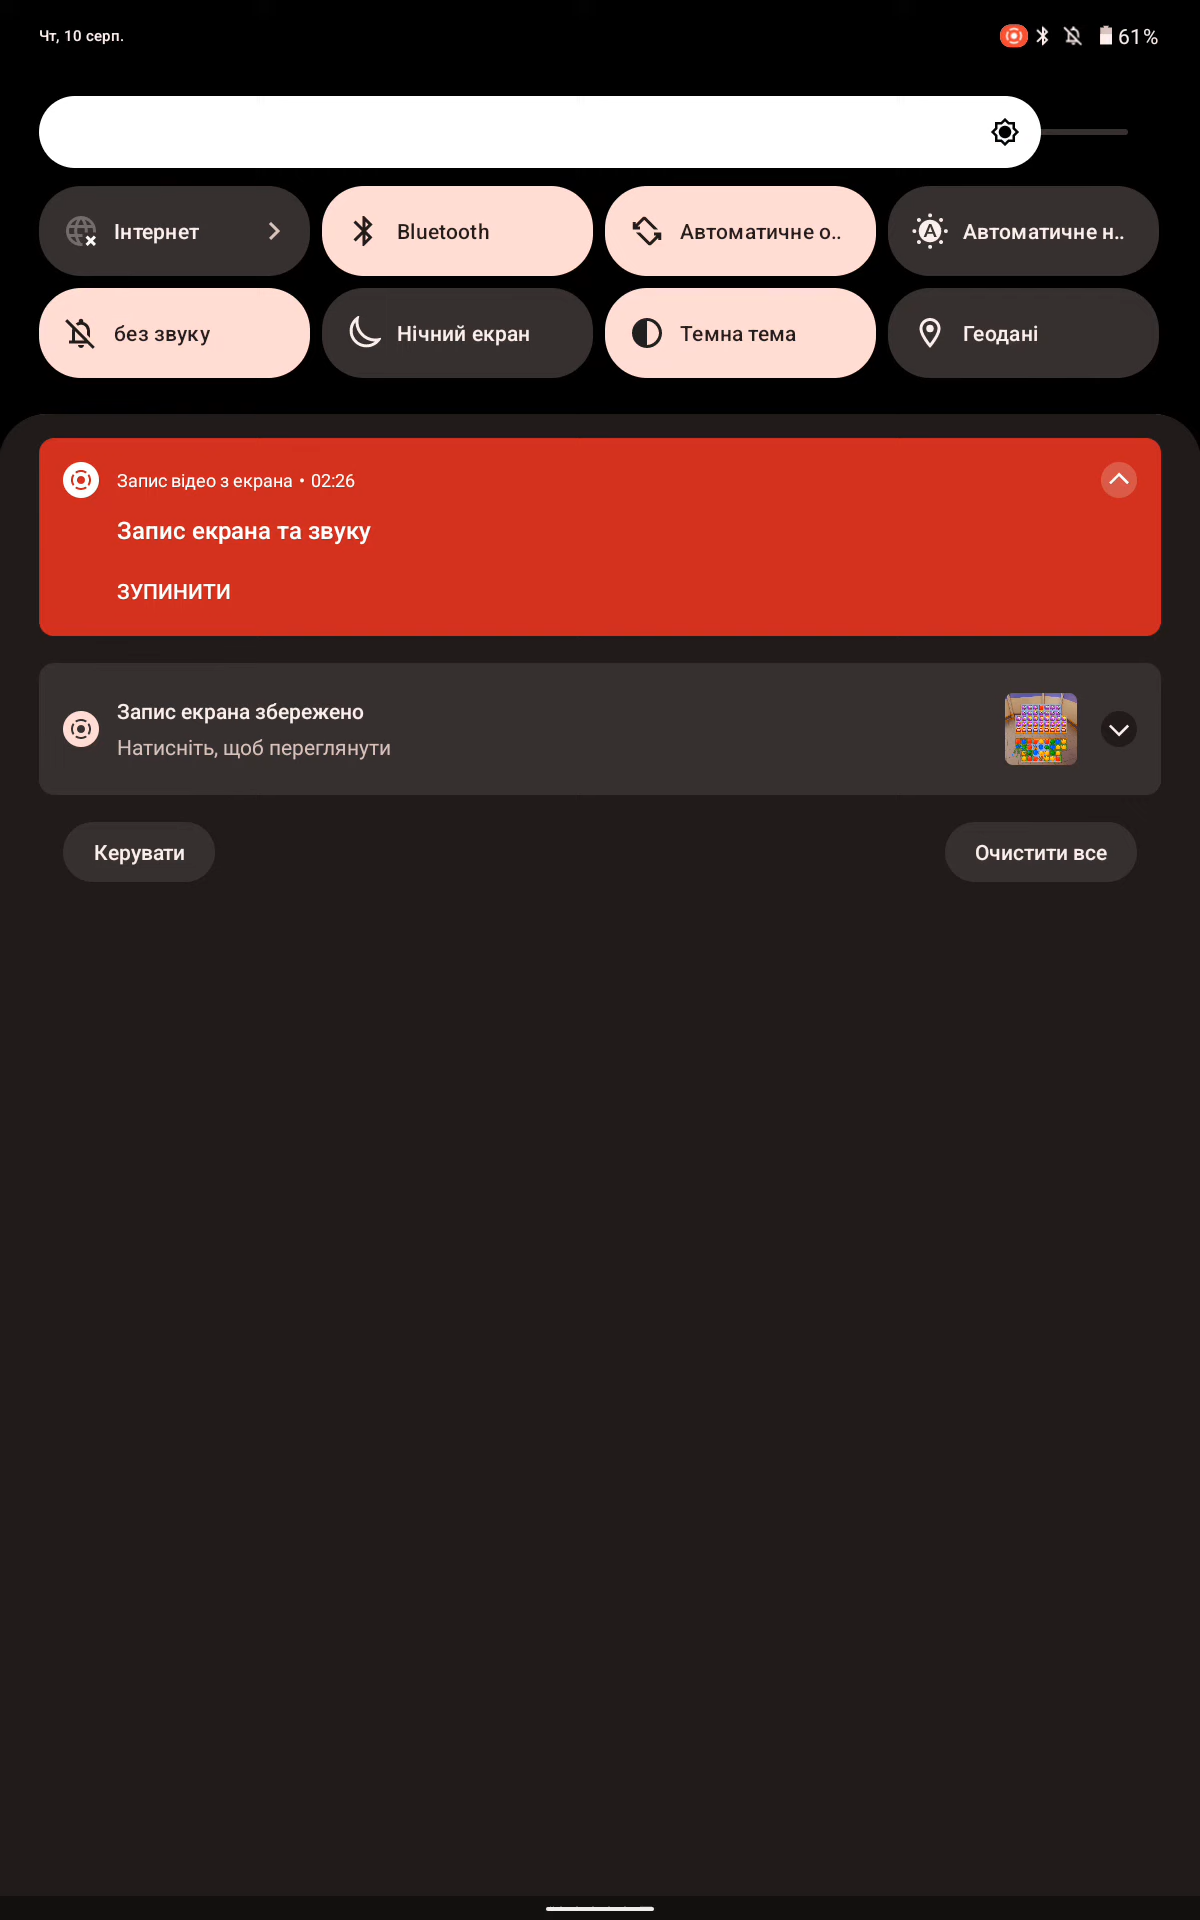 Чт, 10 серп.
61%
Інтернет
Bluetooth
Автоматичне о..
Автоматичне н..
без звуку
Нічний екран
Темна тема
Геодані
Запис відео з екрана • 02:26
Запис екрана та звуку
ЗУПИНИТИ
Запис екрана збережено
Натисніть, щоб переглянути
Керувати
Очистити все